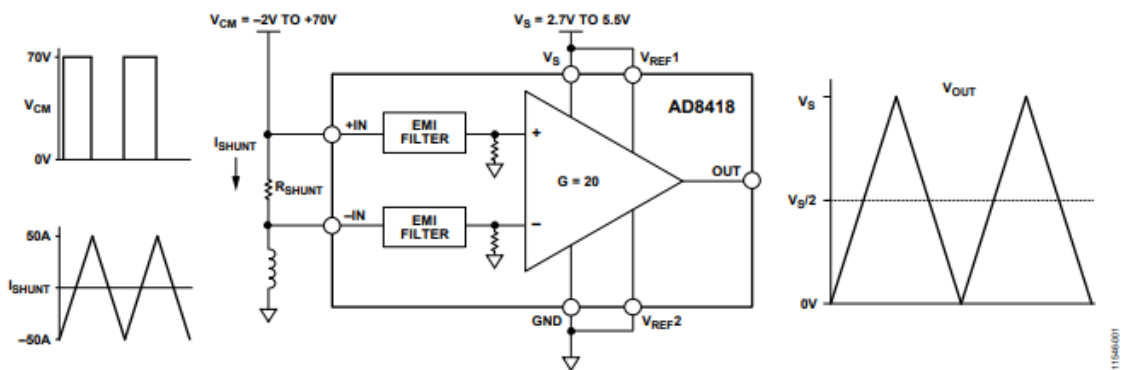 VCM = –2V TO +70V
VS = 2.7V TO 5.5V
70V
VCM
0V
ISHUNT
50A
ISHUNT
–50A
RSHUNT
VS
VREF1
AD8418
+IN
EMI
FILTER
+
G = 20
OUT
–IN
EMI
FILTER
–
GND
VREF2
VOUT
VS
VS/2
0V
11546-001